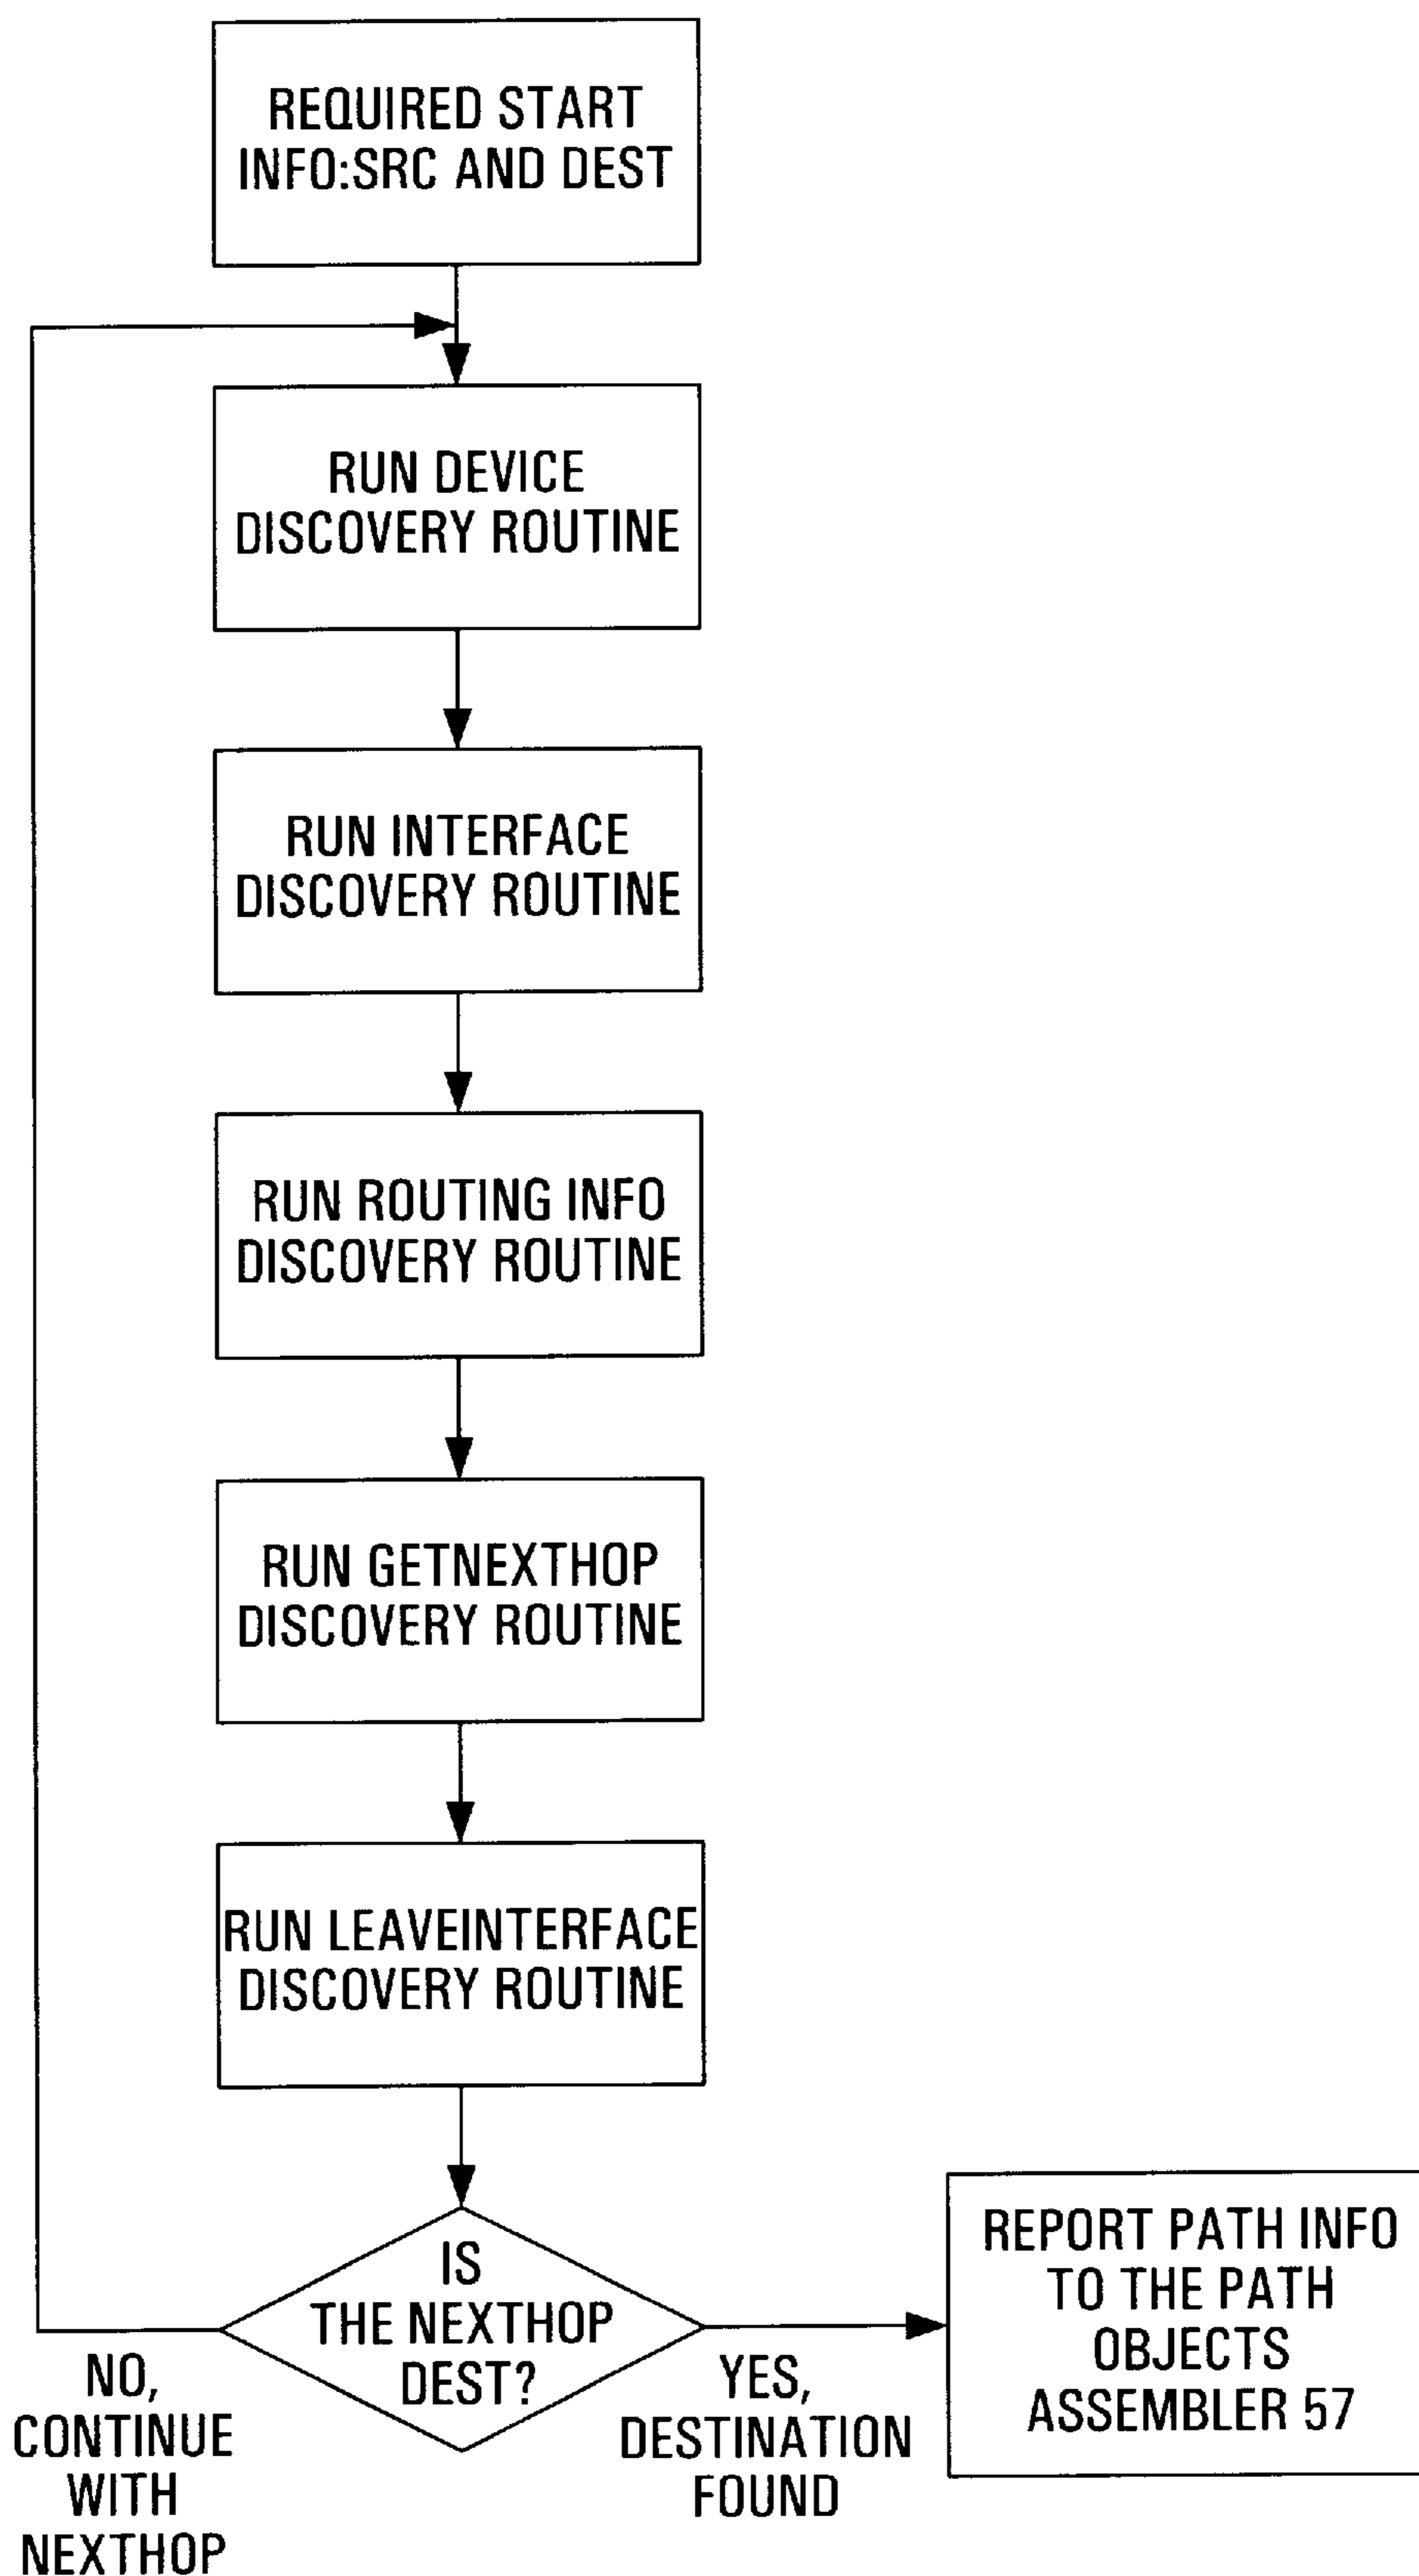 REQUIRED START
INFO:SRC AND DEST
RUN DEVICE
DISCOVERY ROUTINE
RUN INTERFACE
DISCOVERY ROUTINE
RUN ROUTING INFO
DISCOVERY ROUTINE
RUN GETNEXTHOP
DISCOVERY ROUTINE
RUN LEAVEINTERFACE
DISCOVERY ROUTINE
IS
THE NEXTHOP
DEST?
NO,
CONTINUE
WITH
NEXTHOP
YES,
DESTINATION
FOUND
REPORT PATH INFO
TO THE PATH
OBJECTS
ASSEMBLER 57